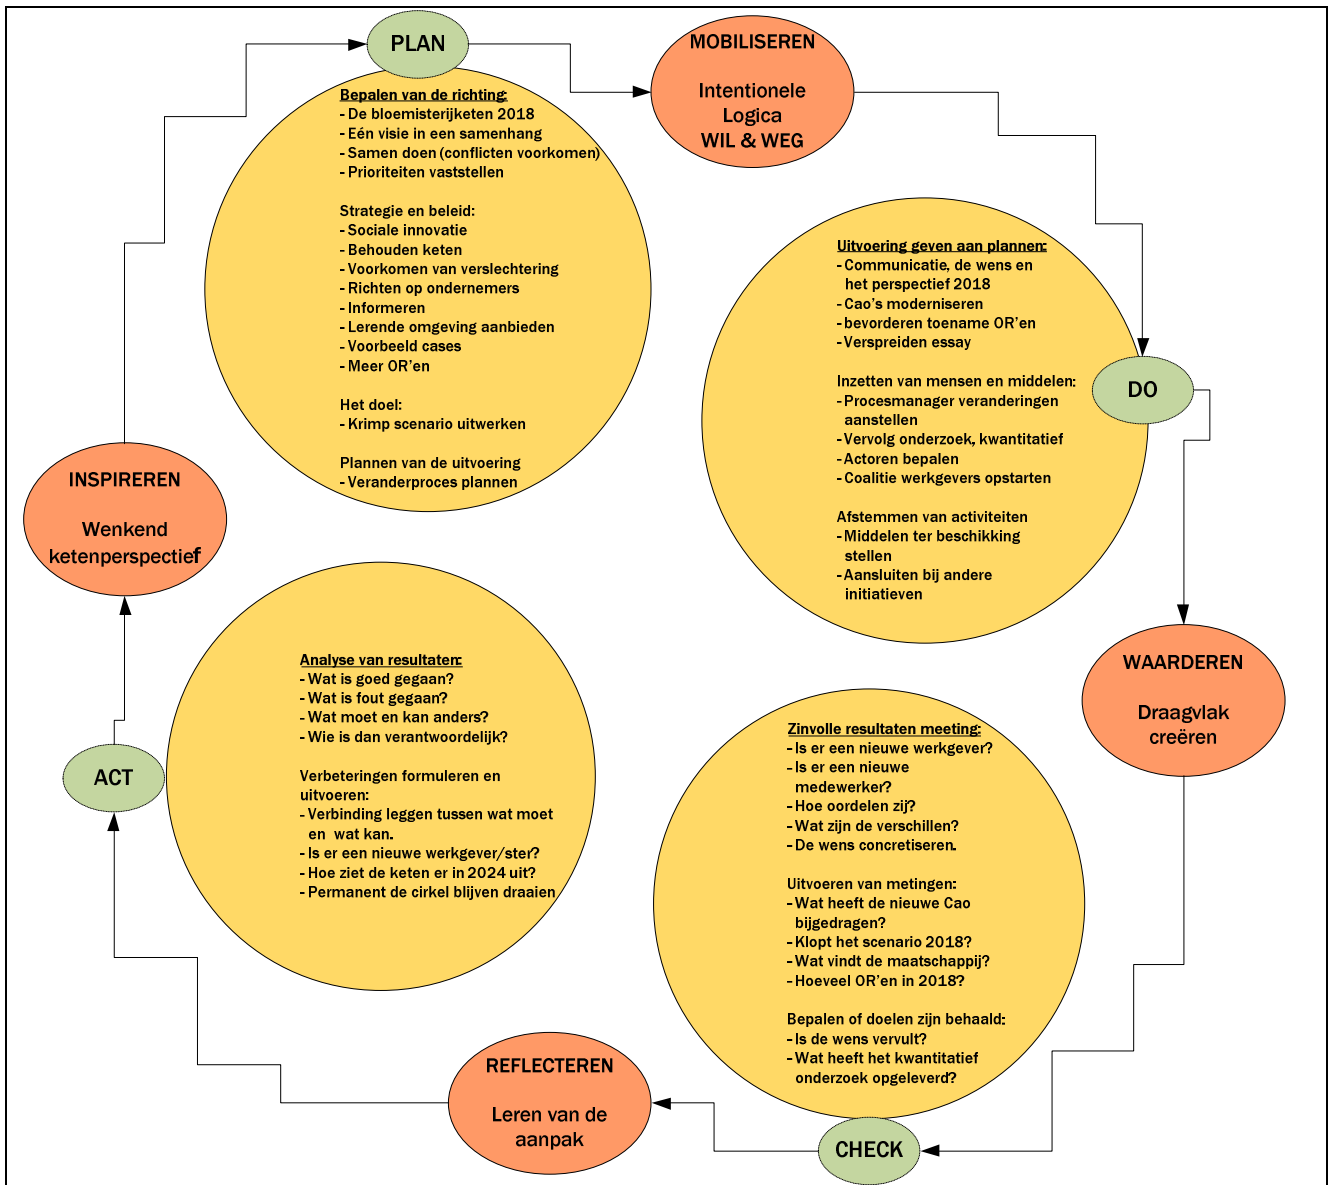 PLAN
Bepalen van de richting:
- De bloemisterijketen 2018
- Eén visie in een samenhang
- Samen doen (conflicten voorkomen)
- Prioriteiten vaststellen
Strategie en beleid:
- Sociale innovatie
- Behouden keten
- Voorkomen van verslechtering
- Richten op ondernemers
- Informeren
- Lerende omgeving aanbieden
- Voorbeeld cases
- Meer OR'en
Het doel:
- Krimp scenario uitwerken
Plannen van de uitvoering
- Veranderproces plannen
MOBILISEREN
Intentionele
Logica
WIL & WEG
Uitvoering geven aan plannen:
- Communicatie, de wens en
het perspectief 2018
- Cao's moderniseren
- bevorderen toename OR'en
- Verspreiden essay
Inzetten van mensen en middelen:
- Procesmanager veranderingen
aanstellen
- Vervolg onderzoek, kwantitatief
- Actoren bepalen
- Coalitie werkgevers opstarten
Afstemmen van activiteiten
- Middelen ter beschikking
stellen
- Aansluiten bij andere
initiatieven
DO
WAARDEREN
Draagvlak
creëren
Zinvolle resultaten meeting:
- Is er een nieuwe werkgever?
- Is er een nieuwe
medewerker?
- Hoe oordelen zij?
- Wat zijn de verschillen?
- De wens concretiseren.
Uitvoeren van metingen:
- Wat heeft de nieuwe Cao
bijgedragen?
- Klopt het scenario 2018?
- Wat vindt de maatschappij?
- Hoeveel OR'en in 2018?
Bepalen of doelen zijn behaald:
- Is de wens vervult?
- Wat heeft het kwantitatief
onderzoek opgeleverd?
CHECK
REFLECTEREN
Leren van de
aanpak
ACT
Analyse van resultaten:
- Wat is goed gegaan?
- Wat is fout gegaan?
- Wat moet en kan anders?
- Wie is dan verantwoordelijk?
Verbeteringen formuleren en
uitvoeren:
- Verbinding leggen tussen wat moet
en wat kan.
- Is er een nieuwe werkgever/ster?
- Hoe ziet de keten er in 2024 uit?
- Permanent de cirkel blijven draaien
INSPIREREN
Wenkend
ketenperspectief